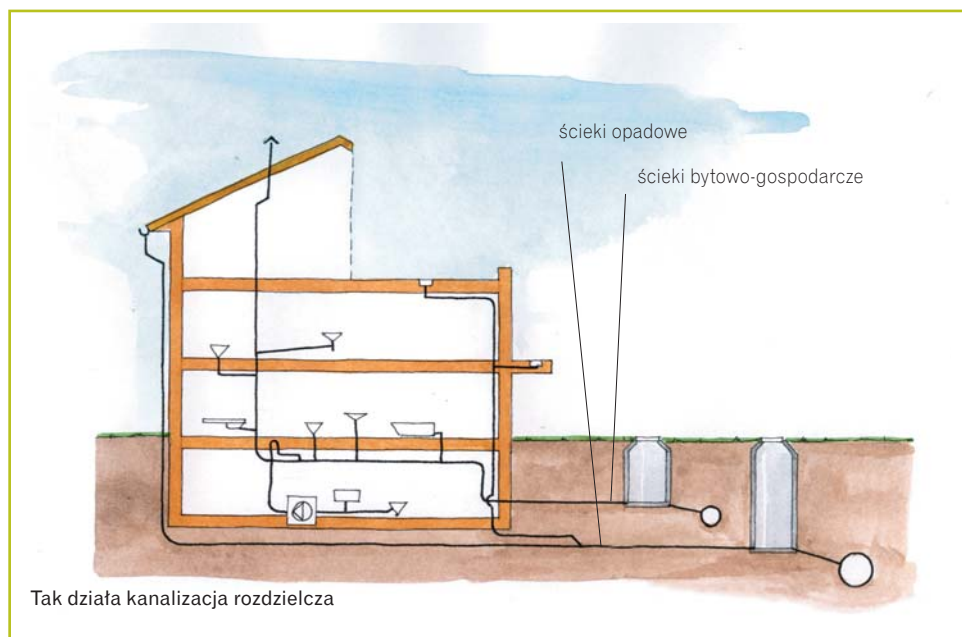 ścieki opadowe
ścieki bytowo-gospodarcze
Tak działa kanalizacja rozdzielcza